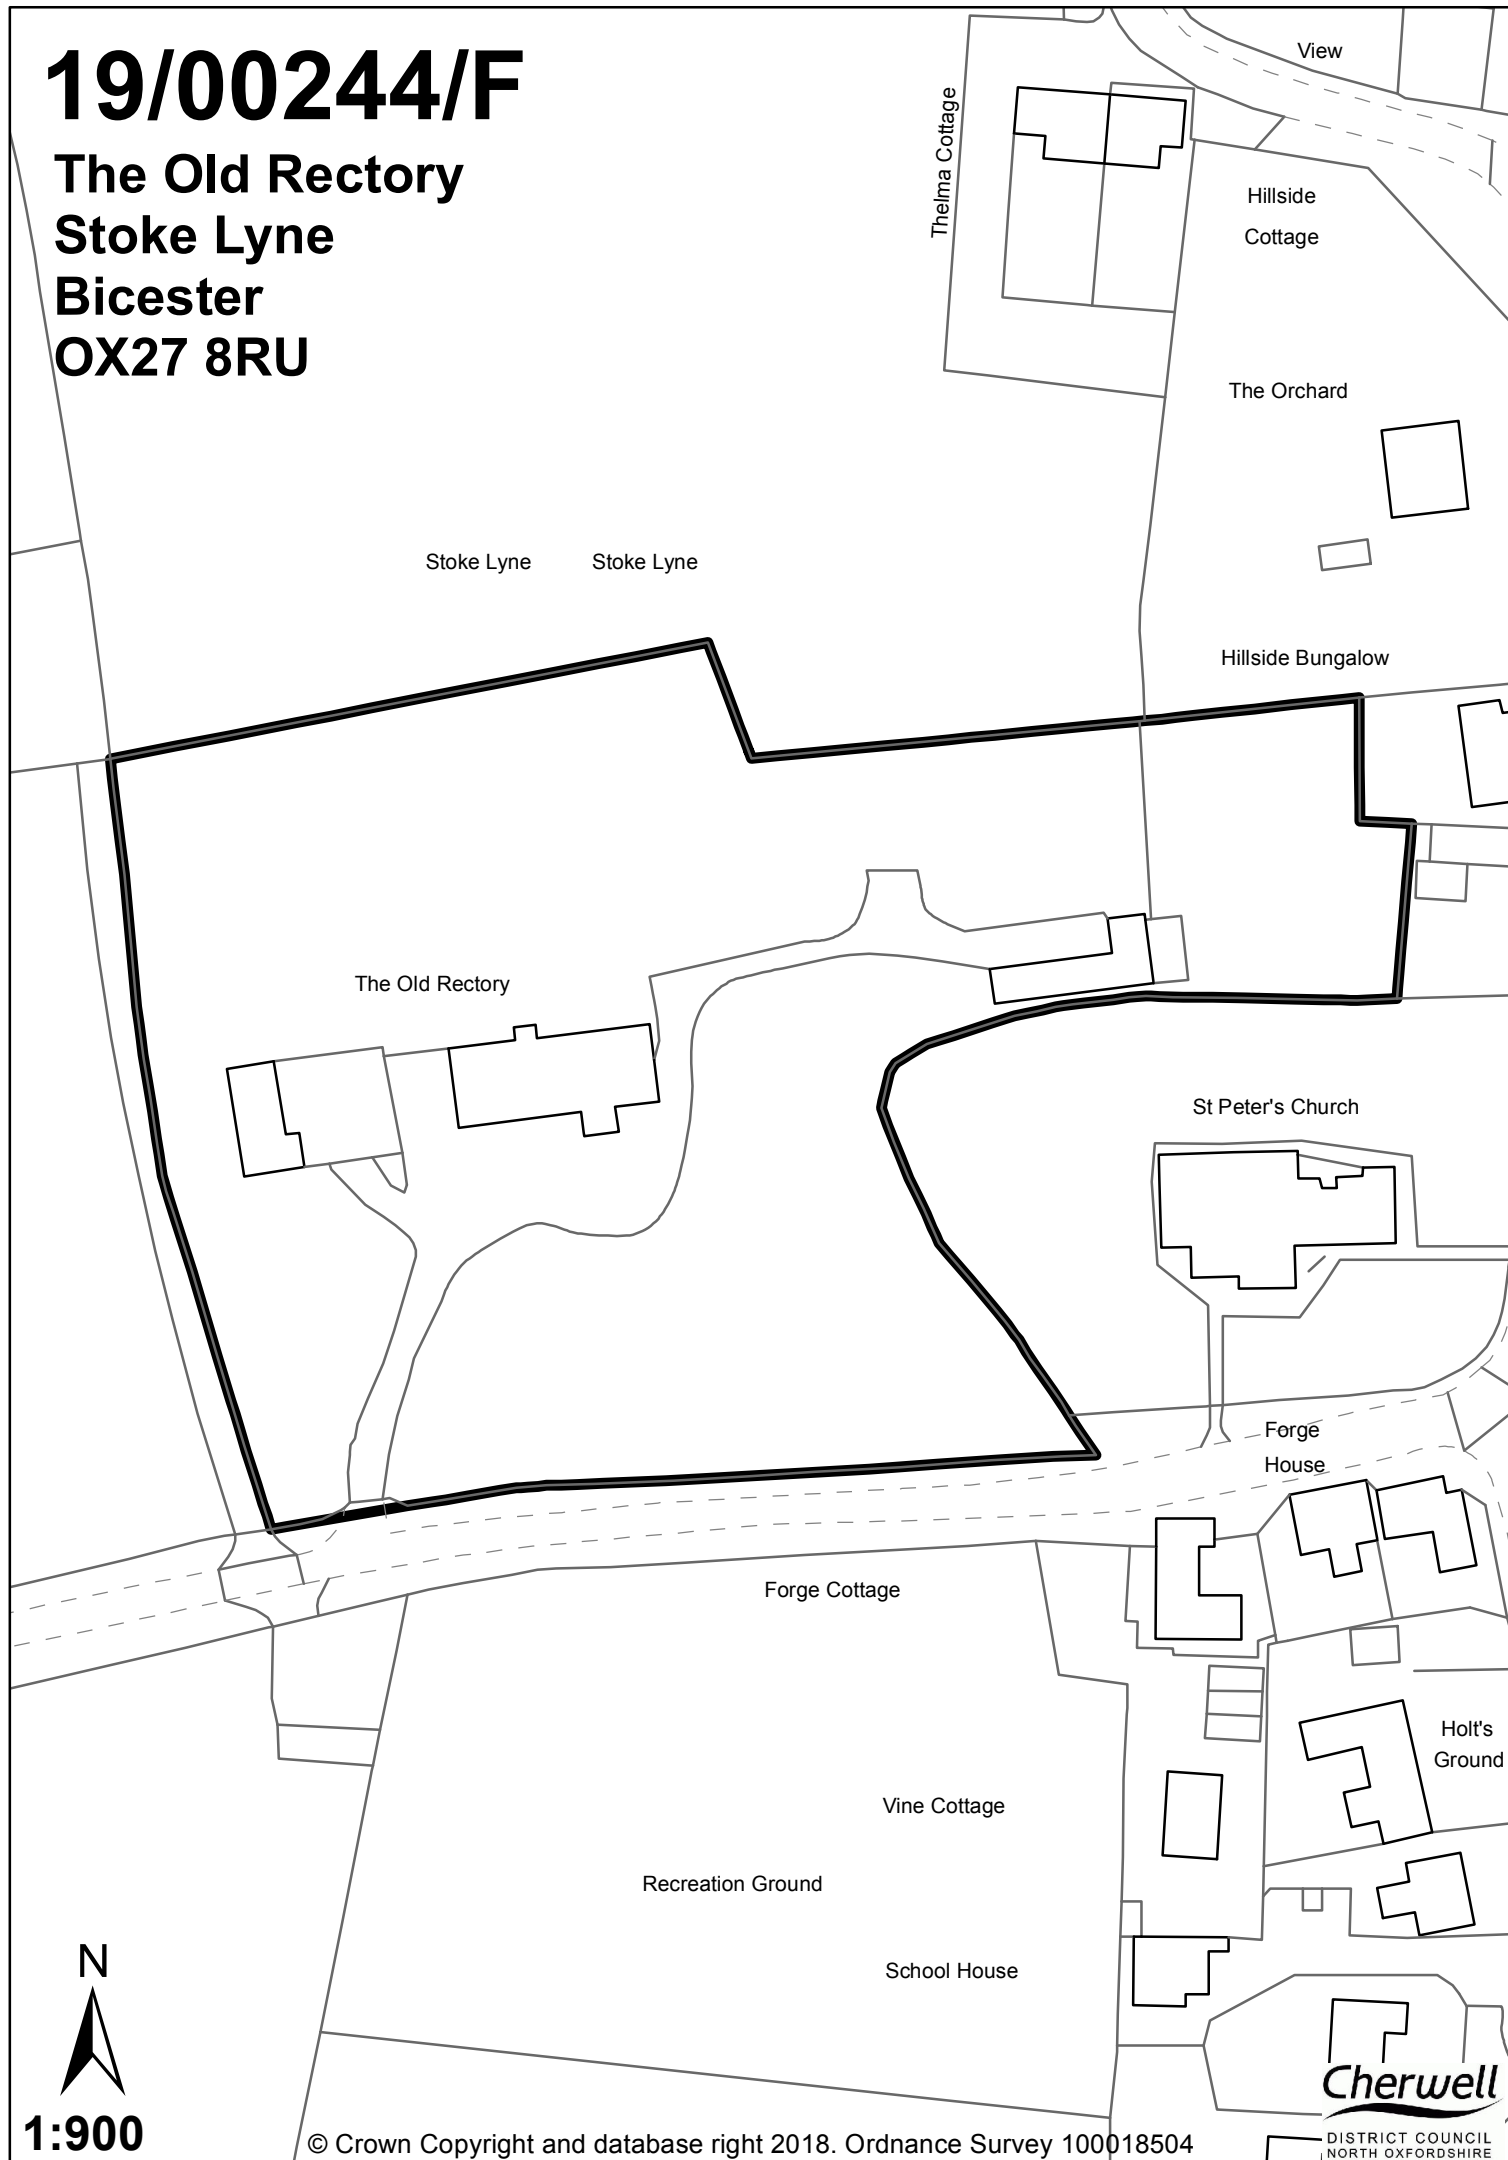 19/00244/F
The Old Rectory
Stoke Lyne
Bicester
OX27 8RU
View
Thelma Cottage
Hillside
Cottage
The Orchard
Stoke Lyne
Stoke Lyne
Hillside Bungalow
The Old Rectory
St Peter's Church
Forge
House
Forge Cottage
Holt's
Ground
Vine Cottage
Recreation Ground
School House
N
1:900
© Crown Copyright and database right 2018. Ordnance Survey 100018504
Cherwell
DISTRICT COUNCIL
NORTH OXFORDSHIRE